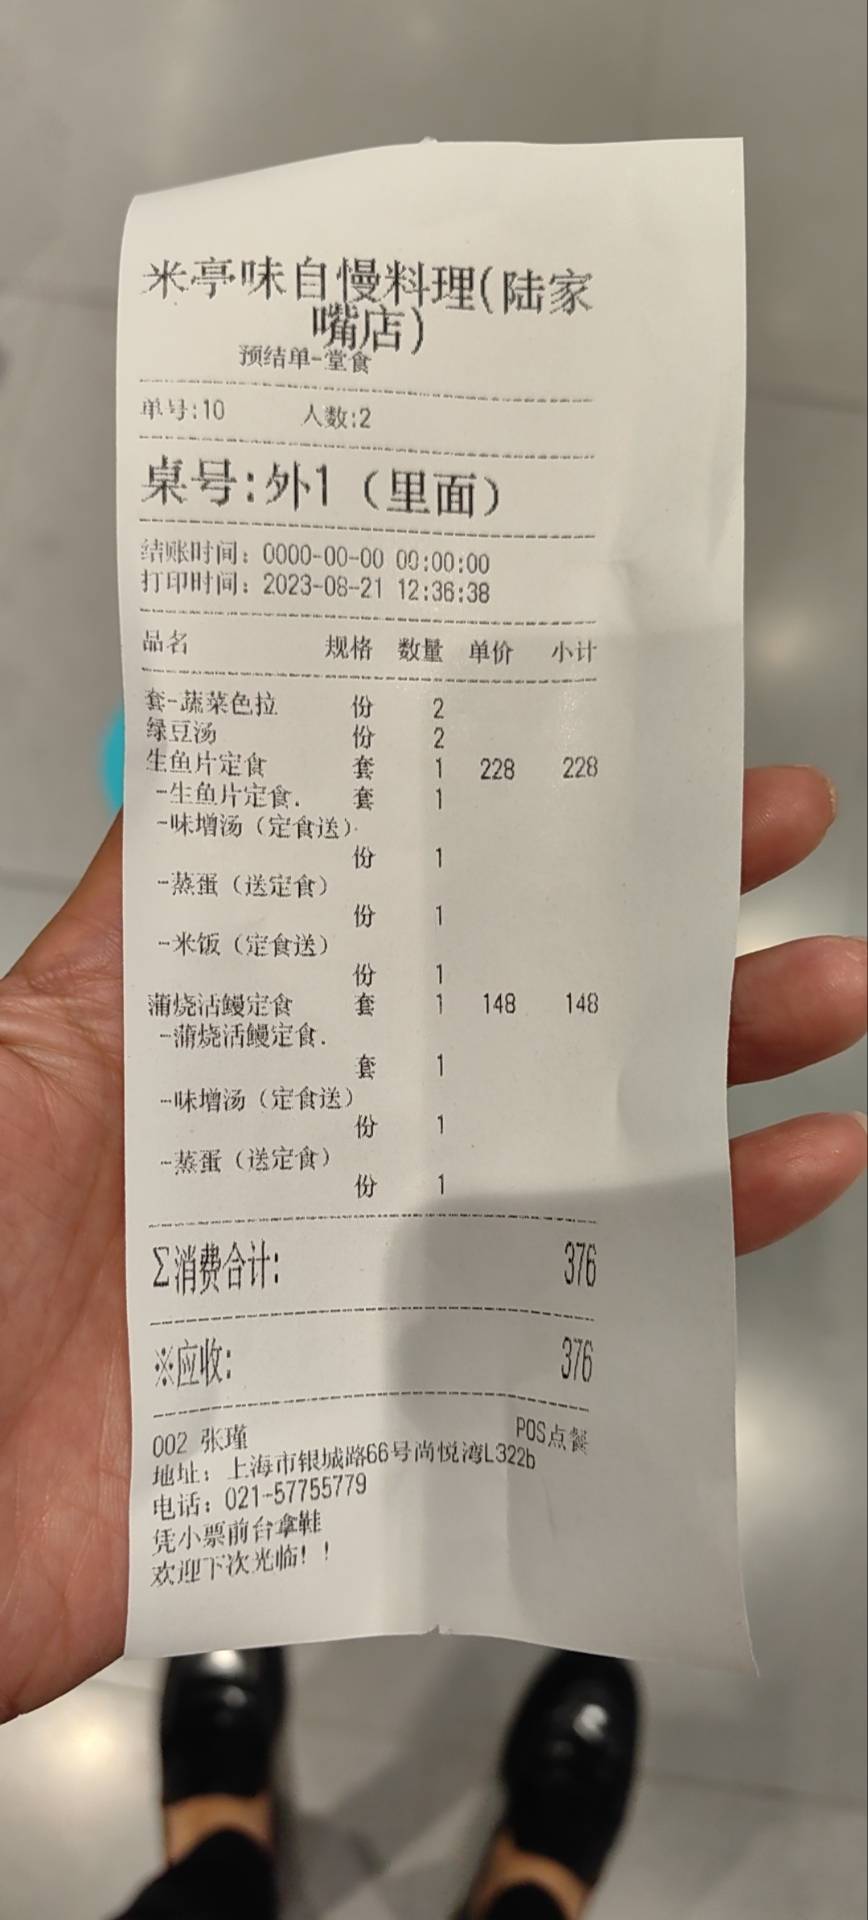 米亭味自慢料理(陆家
嘴店)
预结单-堂食
单号:10 人数:2
桌号:外1（里面）
结账时间: 0000-00-00 00:00:00
打印时间: 2023-08-21 12:36:38
品名 规格 数量 单价 小计
套-蔬菜色拉 份 2
绿豆汤 份 2
生鱼片定食 套 1 228 228
-生鱼片定食. 套 1
-味增汤（定食送）
份 1
-蒸蛋（送定食）
份 1
-米饭（定食送）
份 1
蒲烧活鳗定食 套 1 148 148
-蒲烧活鳗定食.
套 1
-味增汤（定食送）
份 1
-蒸蛋（送定食）
份 1
∑消费合计: 376
※应收: 376
002 张瑾 POS点餐
地址: 上海市银城路66号尚悦湾L322b
电话: 021-57755779
凭小票前台拿鞋
欢迎下次光临!!